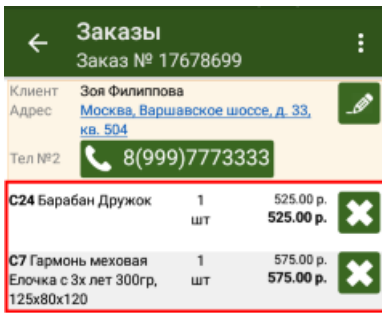 Заказы
Заказ № 17678699
Клиент Зоя Филиппова
Адрес Москва, Варшавское шоссе, д. 33,
кв. 504
Тел №2 8(999)7773333
С24 Барабан Дружок 1 525.00 р.
шт 525.00 р.
С7 Гармонь меховая 1 575.00 р.
Елочка с 3х лет 300гр, шт 575.00 р.
125х80х120